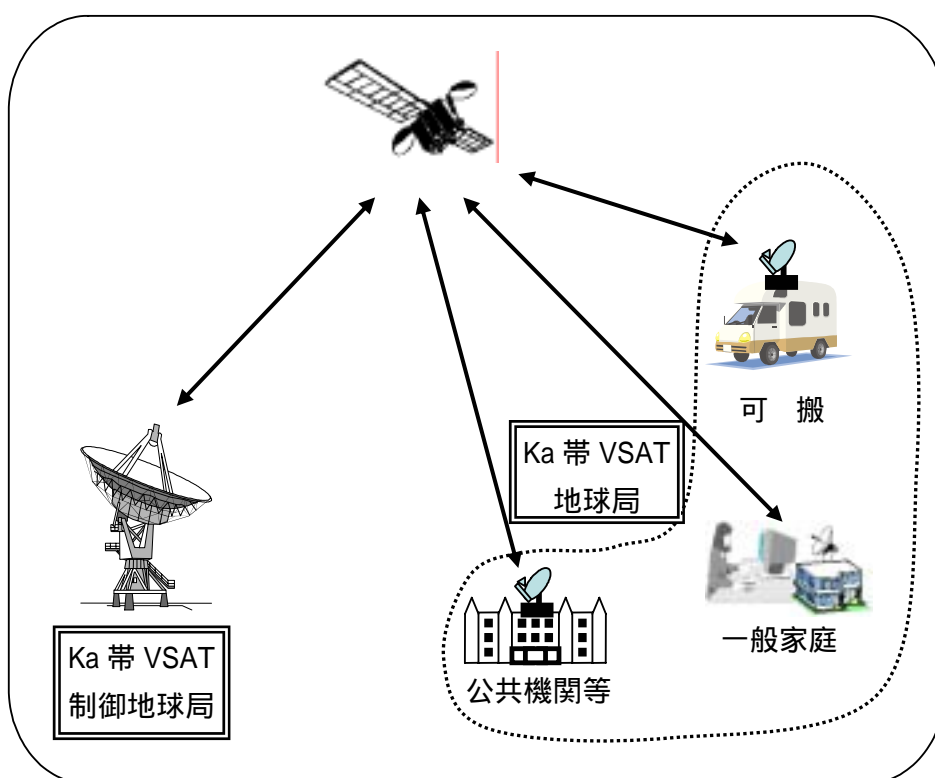 可 搬
Ka 帯 VSAT
地球局
一般家庭
公共機関等
Ka 帯 VSAT
制御地球局